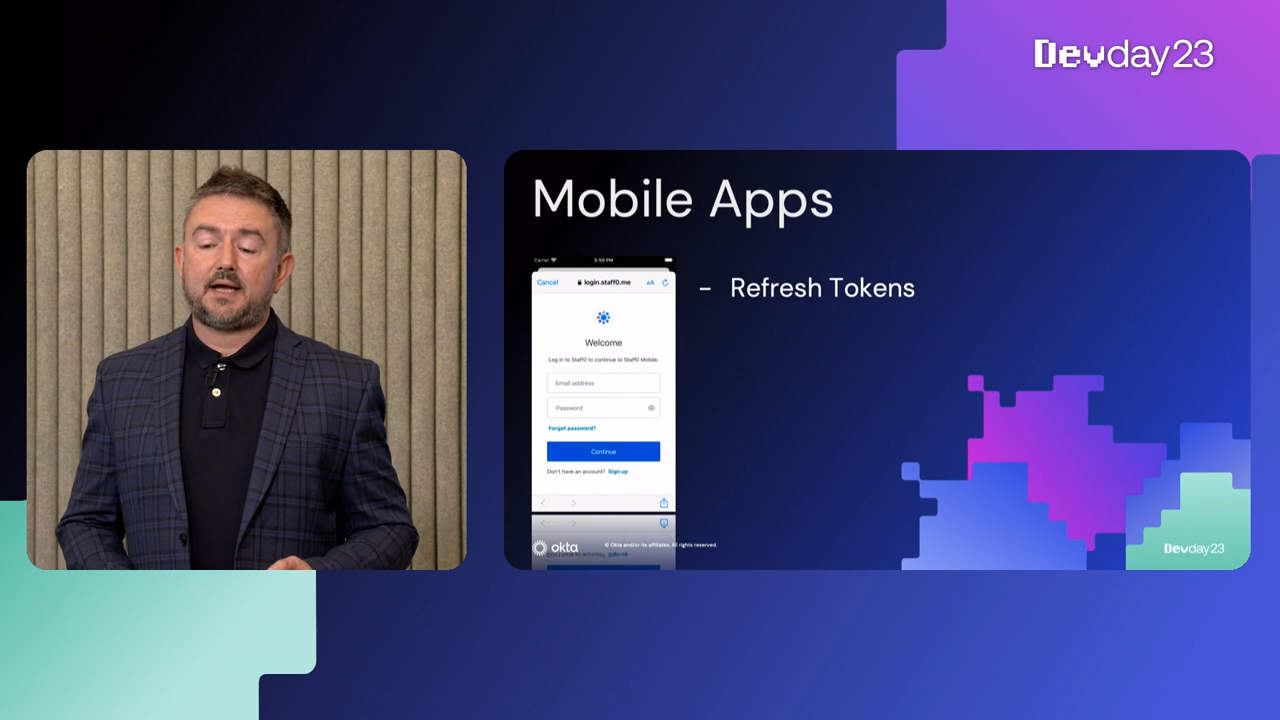 Devday23
Mobile Apps
Carrier
5:50 PM
Cancel
login.staff0.me
AA
Welcome
Log in to Staff0 to continue to Staff0 Mobile.
Email address
Password
Forgot password?
Continue
Don't have an account? Sign up
- Refresh Tokens
okta
© Okta and/or its affiliates. All rights reserved.
Devday23